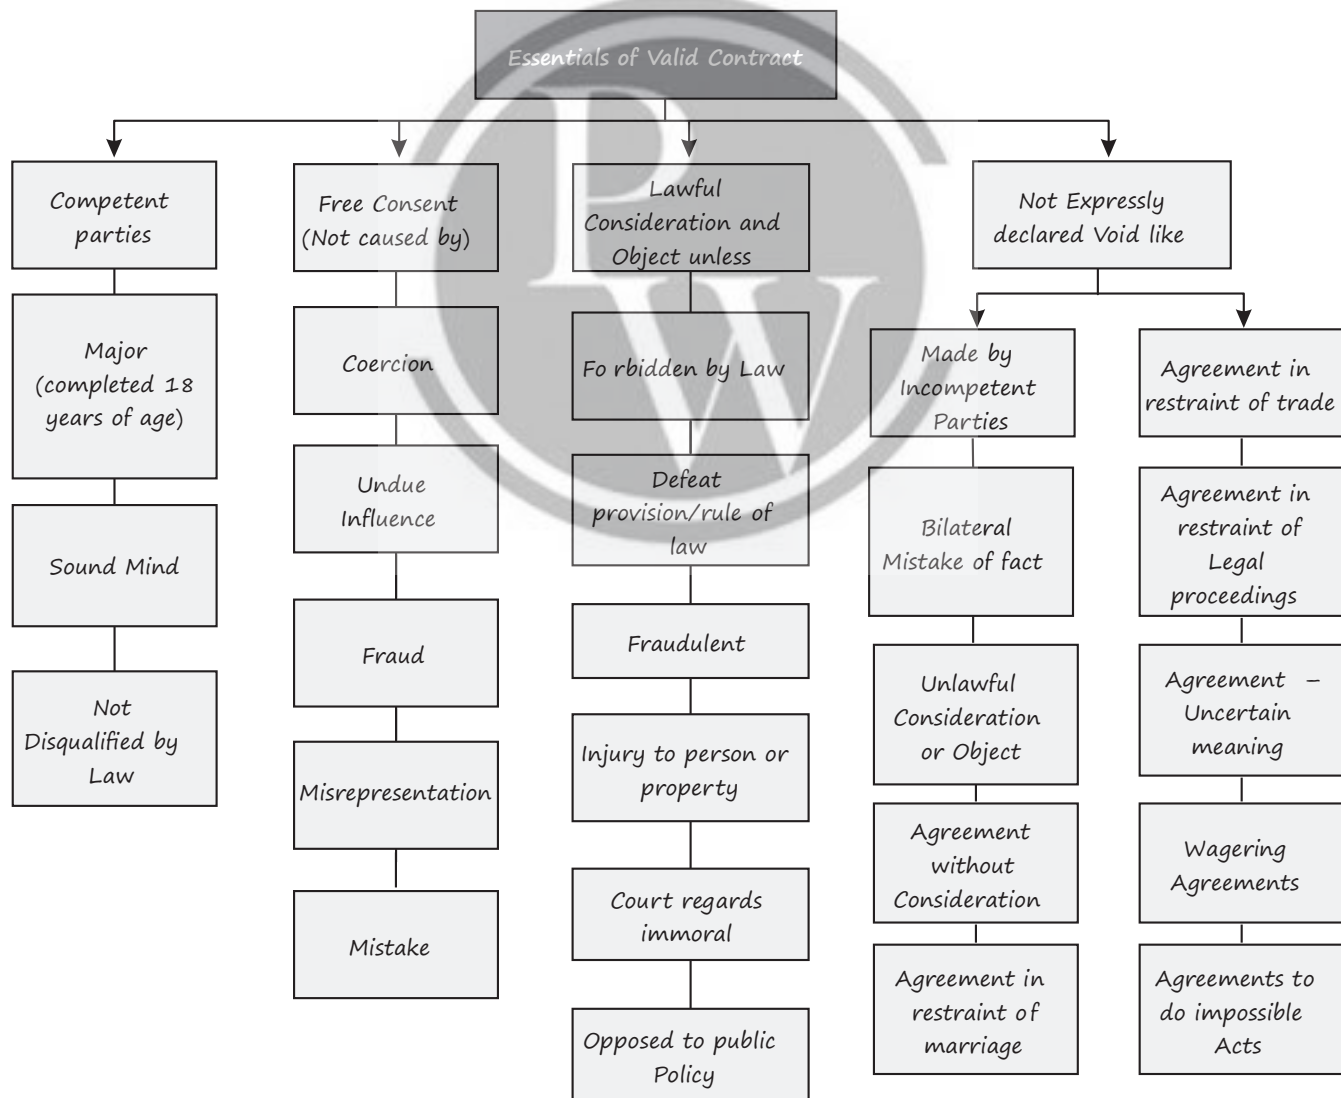 Essentials of Valid Contract
Competent
parties
Major
(completed 18
years of age)
Sound Mind
Not
Disqualified by
Law
Free Consent
(Not caused by)
Coercion
Undue
Influence
Fraud
Misrepresentation
Mistake
Lawful
Consideration and
Object unless
Fo rbidden by Law
Defeat
provision/rule of
law
Fraudulent
Injury to person or
property
Court regards
immoral
Opposed to public
Policy
Not Expressly
declared Void like
Made by
Incompetent
Parties
Bilateral
Mistake of fact
Unlawful
Consideration
or Object
Agreement
without
Consideration
Agreement in
restraint of
marriage
Agreement in
restraint of trade
Agreement in
restraint of
Legal
proceedings
Agreement –
Uncertain
meaning
Wagering
Agreements
Agreements to
do impossible
Acts
PW